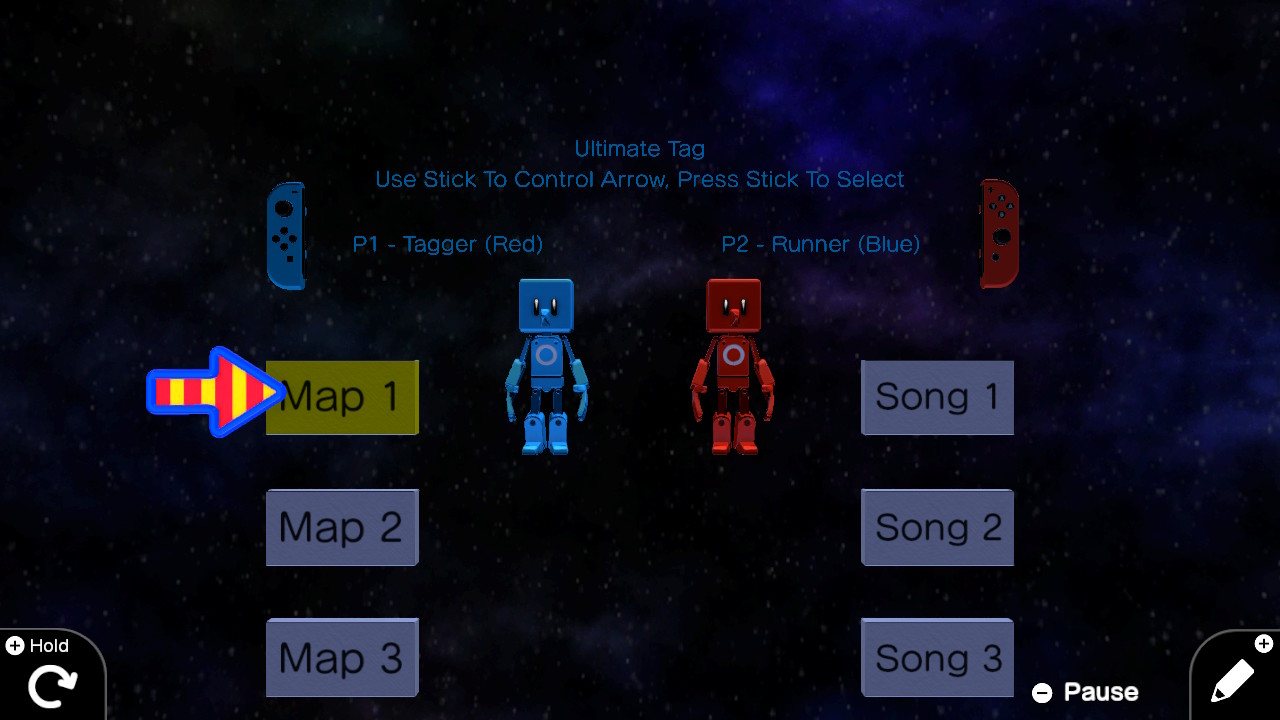 Ultimate Tag
Use Stick To Control Arrow, Press Stick To Select
P1 - Tagger (Red)
P2 - Runner (Blue)
Map 1
Song 1
Map 2
Song 2
Map 3
Song 3
Hold
Pause